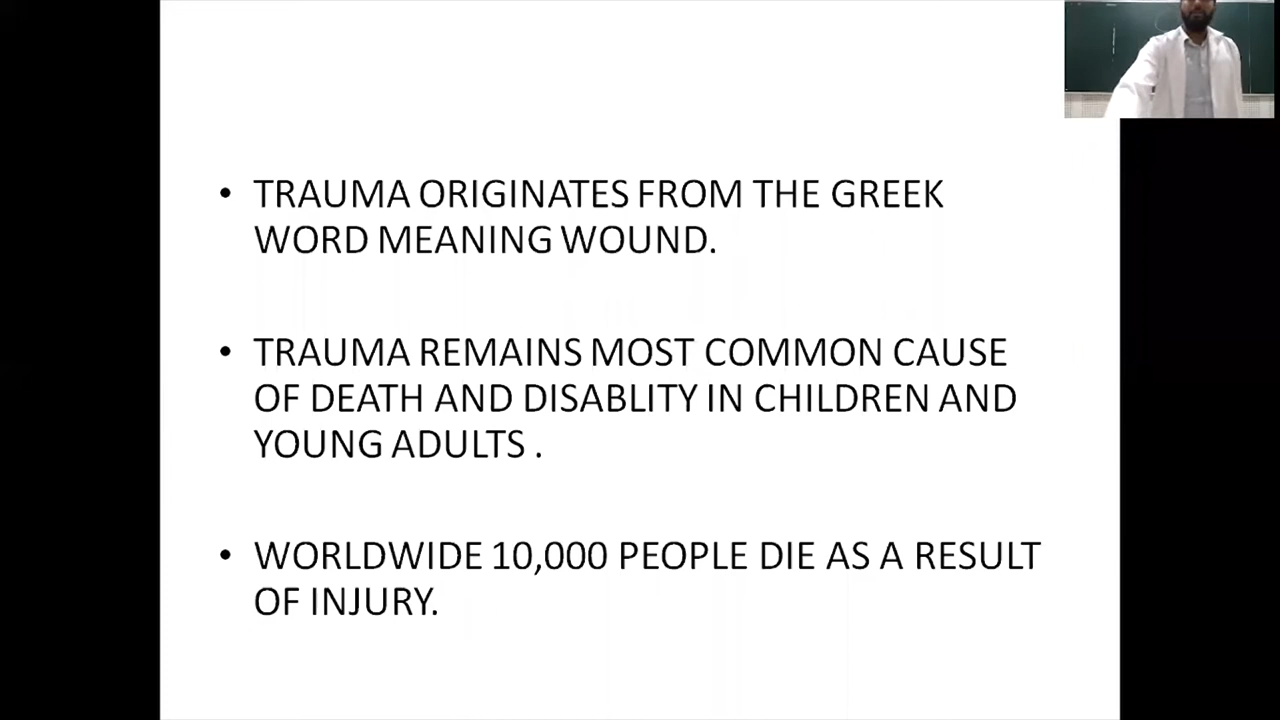 • TRAUMA ORIGINATES FROM THE GREEK
WORD MEANING WOUND.
• TRAUMA REMAINS MOST COMMON CAUSE
OF DEATH AND DISABLITY IN CHILDREN AND
YOUNG ADULTS .
• WORLDWIDE 10,000 PEOPLE DIE AS A RESULT
OF INJURY.